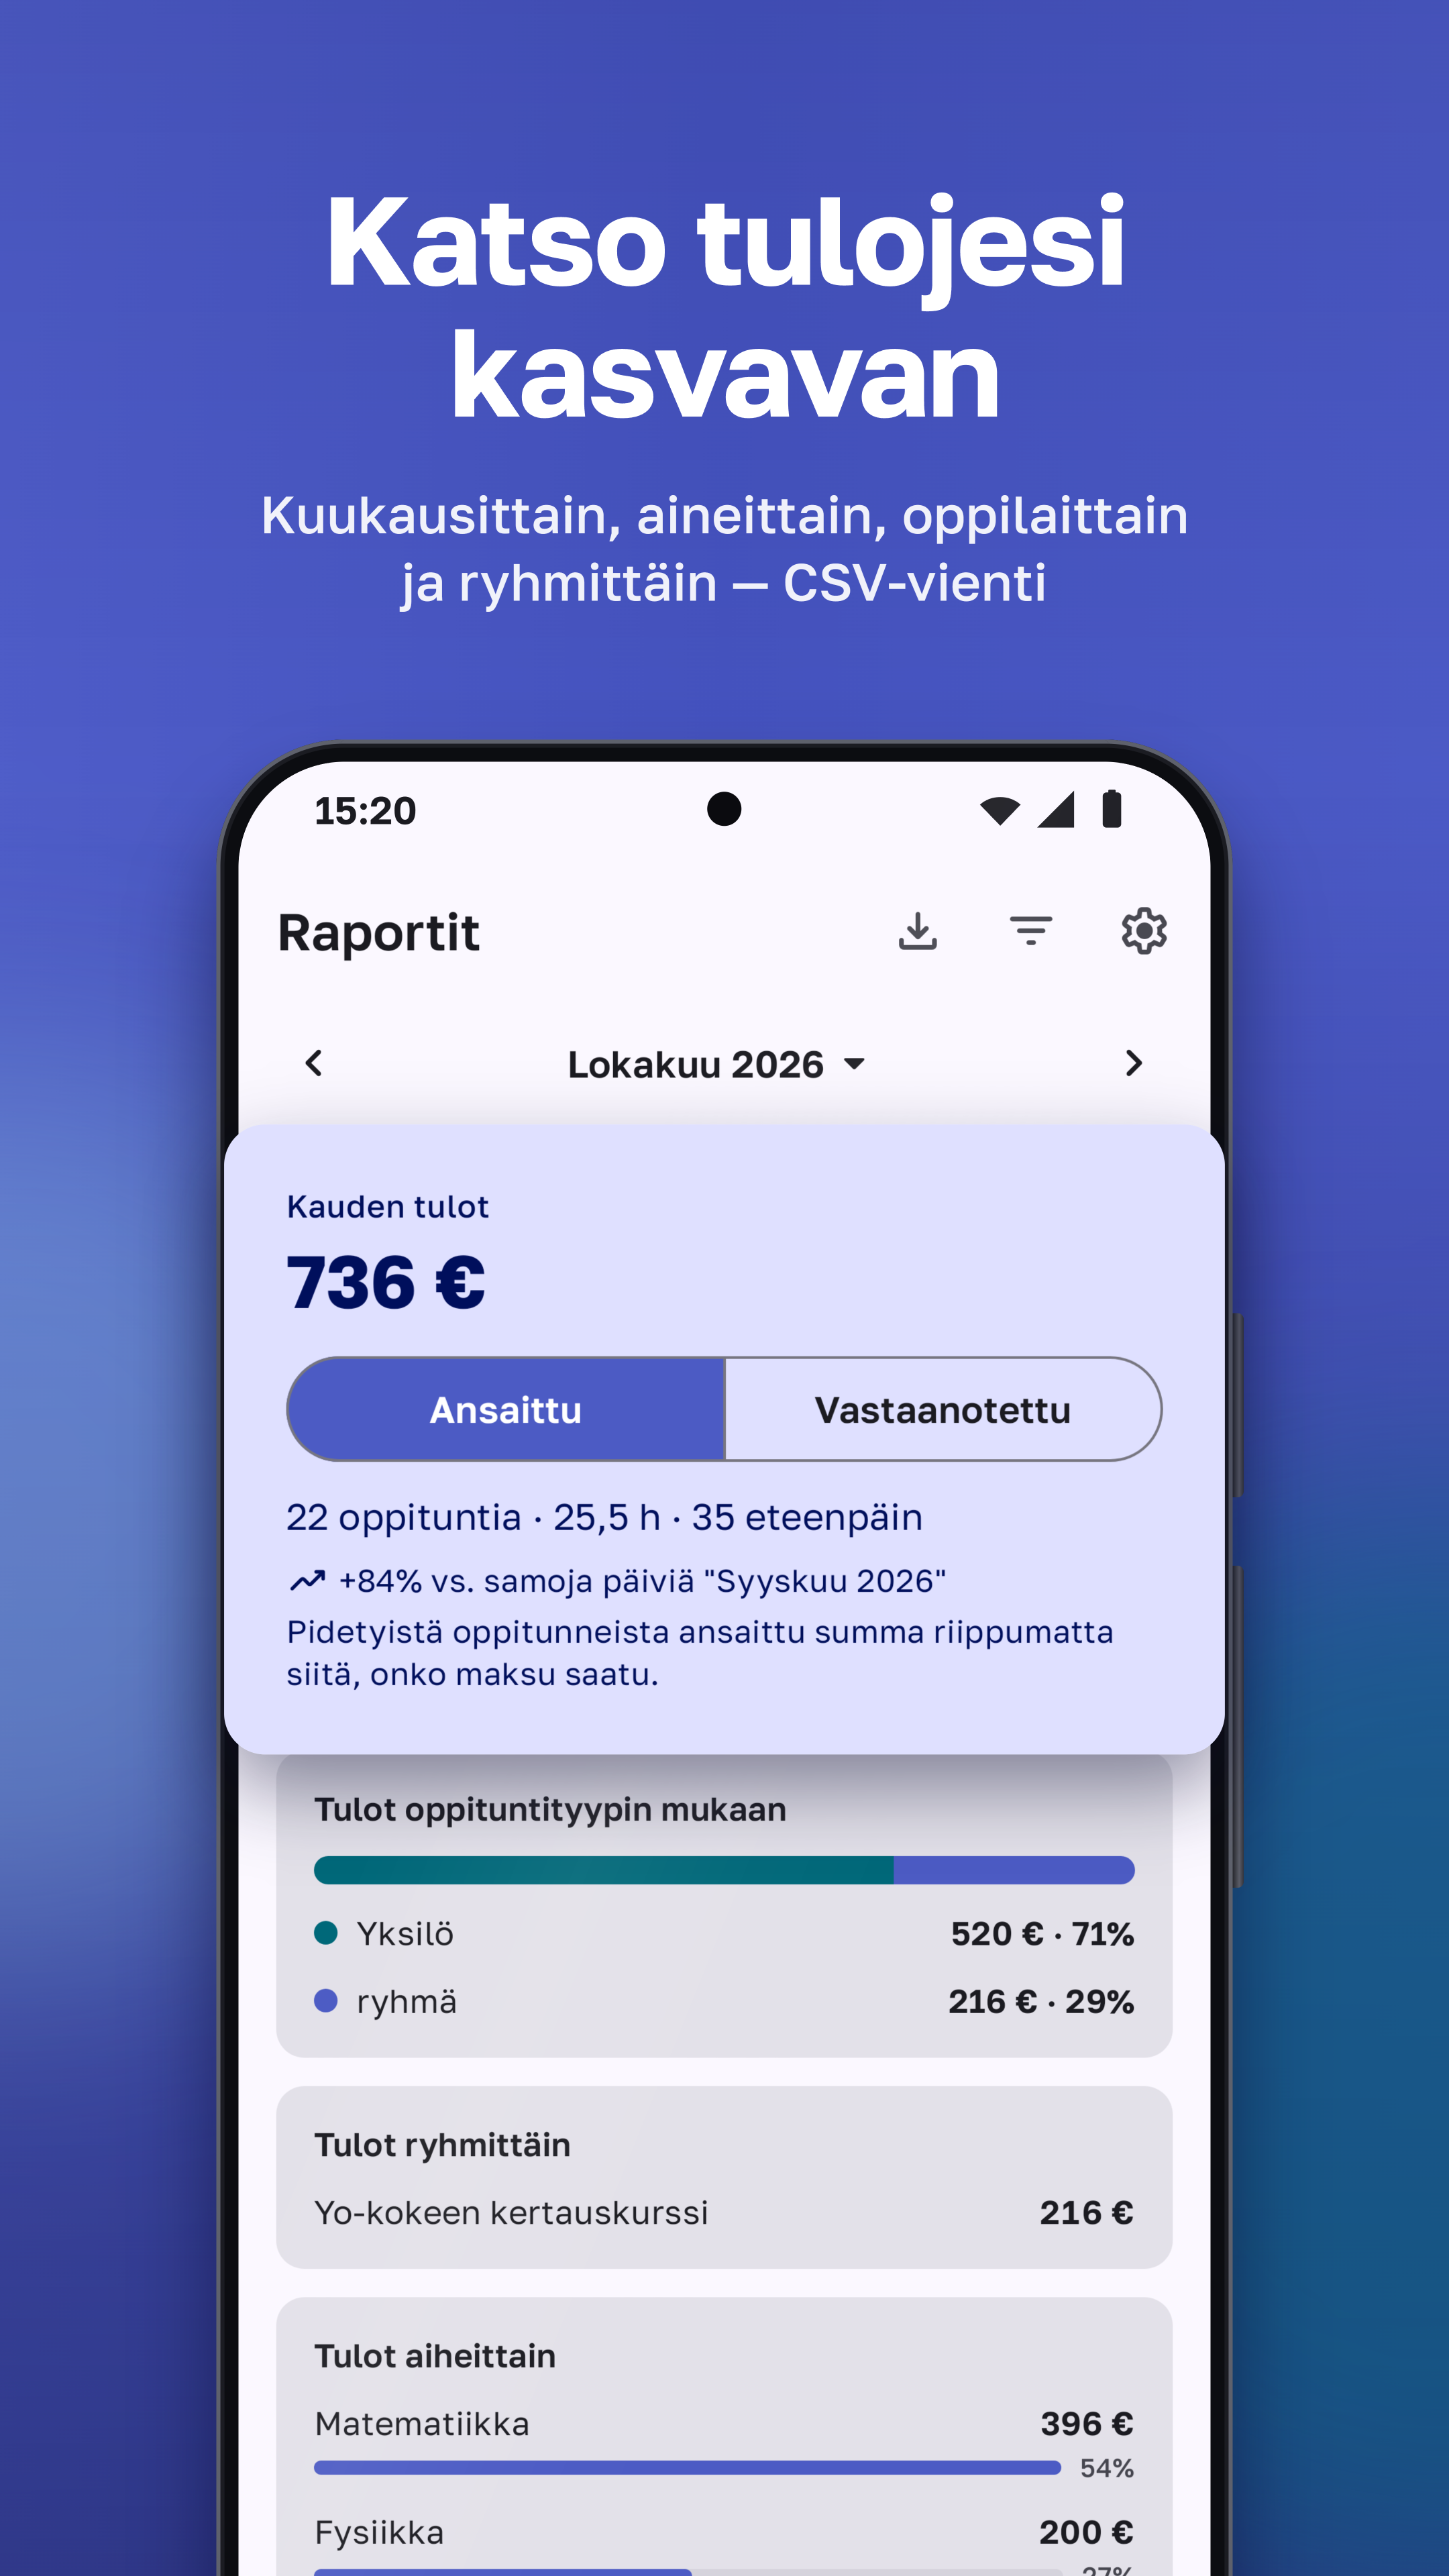 Katso tulojesi
kasvavan
Kuukausittain, aineittain, oppilaittain
ja ryhmittäin — CSV-vienti
15:20
Raportit
Lokakuu 2026
Kauden tulot
736 €
Ansaittu
Vastaanotettu
22 oppituntia · 25,5 h · 35 eteenpäin
+84% vs. samoja päiviä "Syyskuu 2026"
Pidetyistä oppitunneista ansaittu summa riippumatta
siitä, onko maksu saatu.
Tulot oppituntityypin mukaan
Yksilö 520 € · 71%
ryhmä 216 € · 29%
Tulot ryhmittäin
Yo-kokeen kertauskurssi 216 €
Tulot aiheittain
Matematiikka 396 €
54%
Fysiikka 200 €
27%